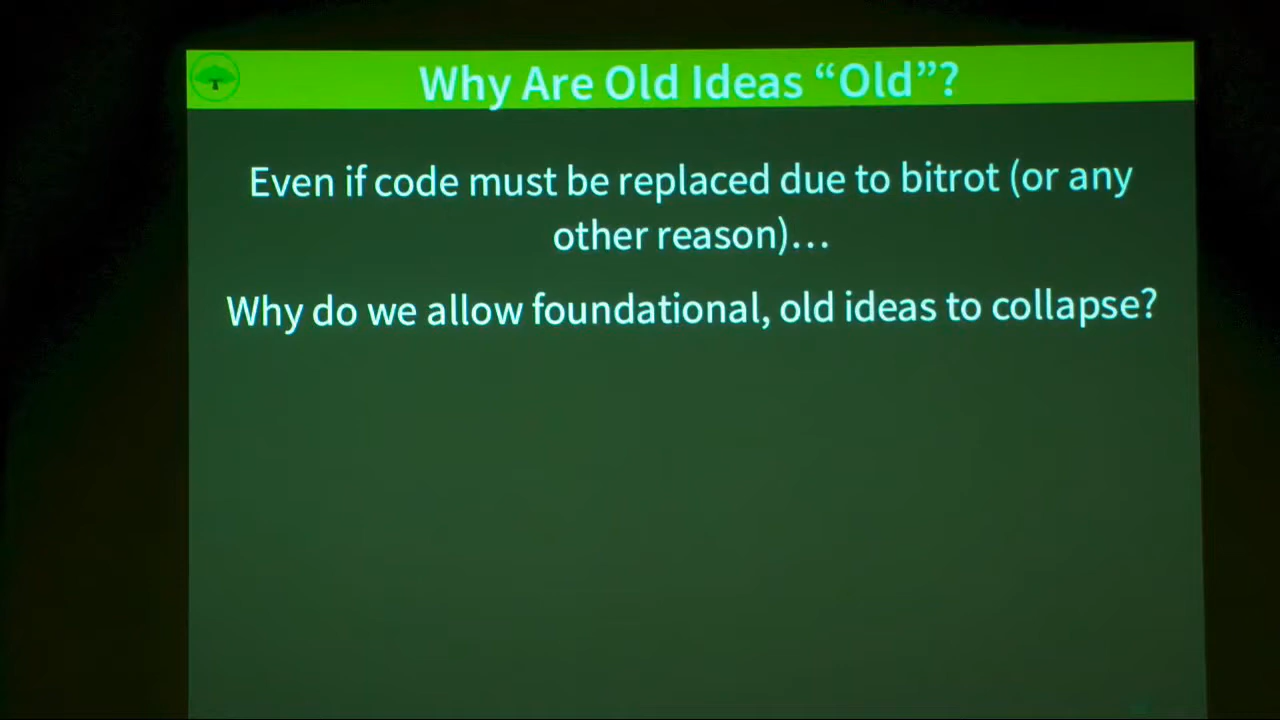 Why Are Old Ideas “Old”?
Even if code must be replaced due to bitrot (or any
other reason)…
Why do we allow foundational, old ideas to collapse?